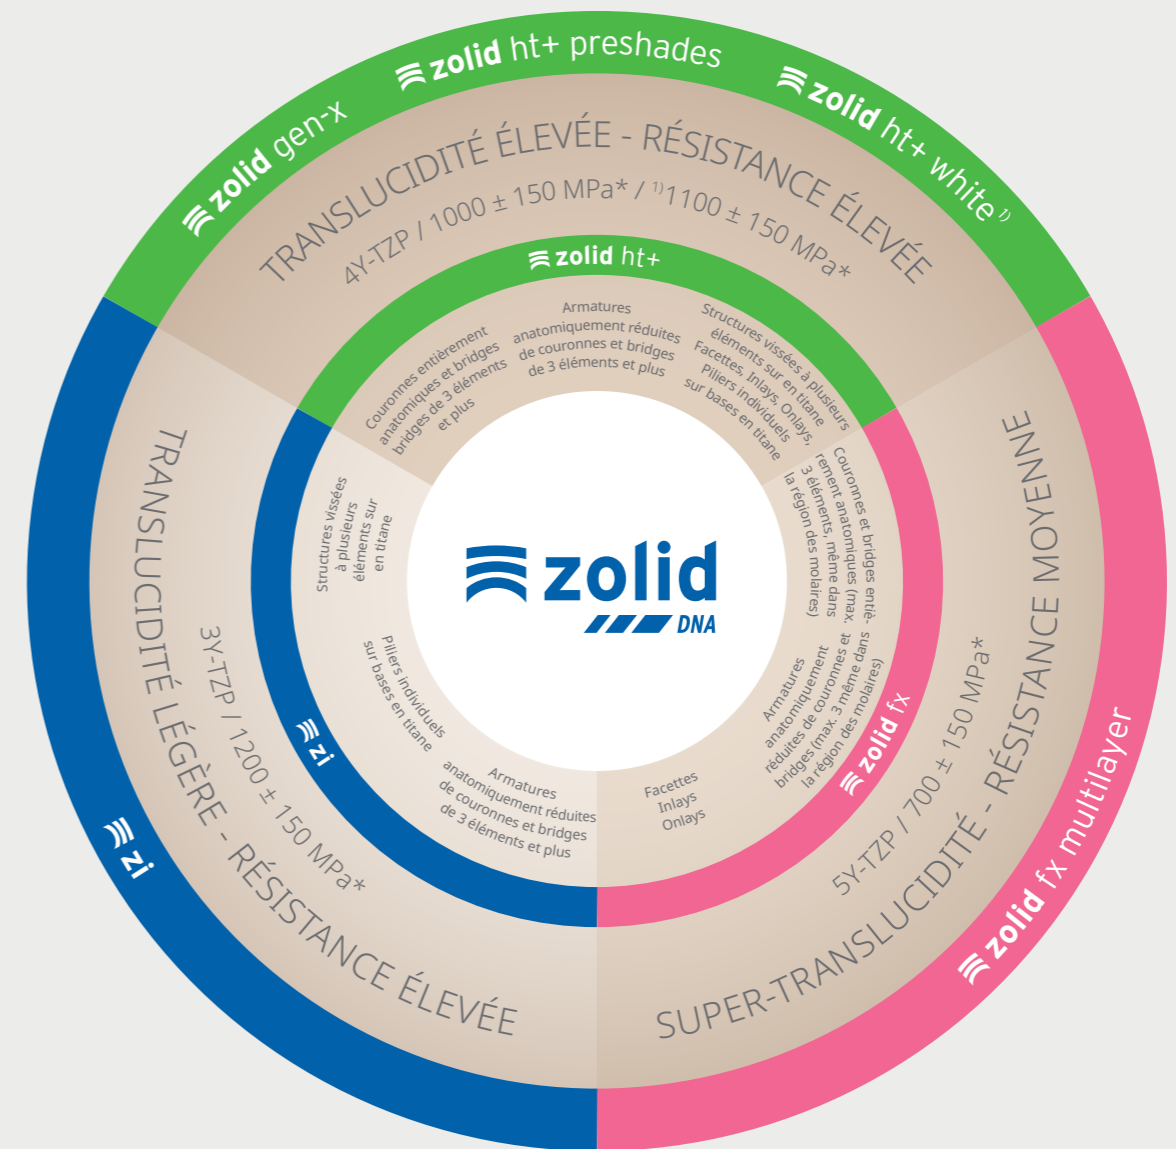 zolid gen-x
zolid ht+ preshades
zolid ht+ white 1)
TRANSLUCIDITÉ ÉLEVÉE - RÉSISTANCE ÉLEVÉE
4Y-TZP / 1000 ± 150 MPa* / 1)1100 ± 150 MPa*
zolid ht+
Couronnes entièrement
anatomiques et bridges
bridges de 3 éléments
et plus
Armatures
anatomiquement réduites
de couronnes et bridges
de 3 éléments et plus
Structures vissées à plusieurs
éléments sur en titane
Facettes, Inlays, Onlays,
Piliers individuels
sur bases en titane
Couronnes et bridges entiè-
rement anatomiques (max.
3 éléments, même dans
la région des molaires)
Armatures
anatomiquement
réduites de couronnes et
bridges (max. 3 même dans
la région des molaires)
Facettes
Inlays
Onlays
zolid fx
5Y-TZP / 700 ± 150 MPa*
SUPER-TRANSLUCIDITÉ - RÉSISTANCE MOYENNE
zolid fx multilayer
Structures vissées
à plusieurs
éléments sur
en titane
Piliers individuels
sur bases en titane
Armatures
anatomiquement réduites
de couronnes et bridges
de 3 éléments et plus
zi
3Y-TZP / 1200 ± 150 MPa*
TRANSLUCIDITÉ LÉGÈRE - RÉSISTANCE ÉLEVÉE
zi
zolid
DNA